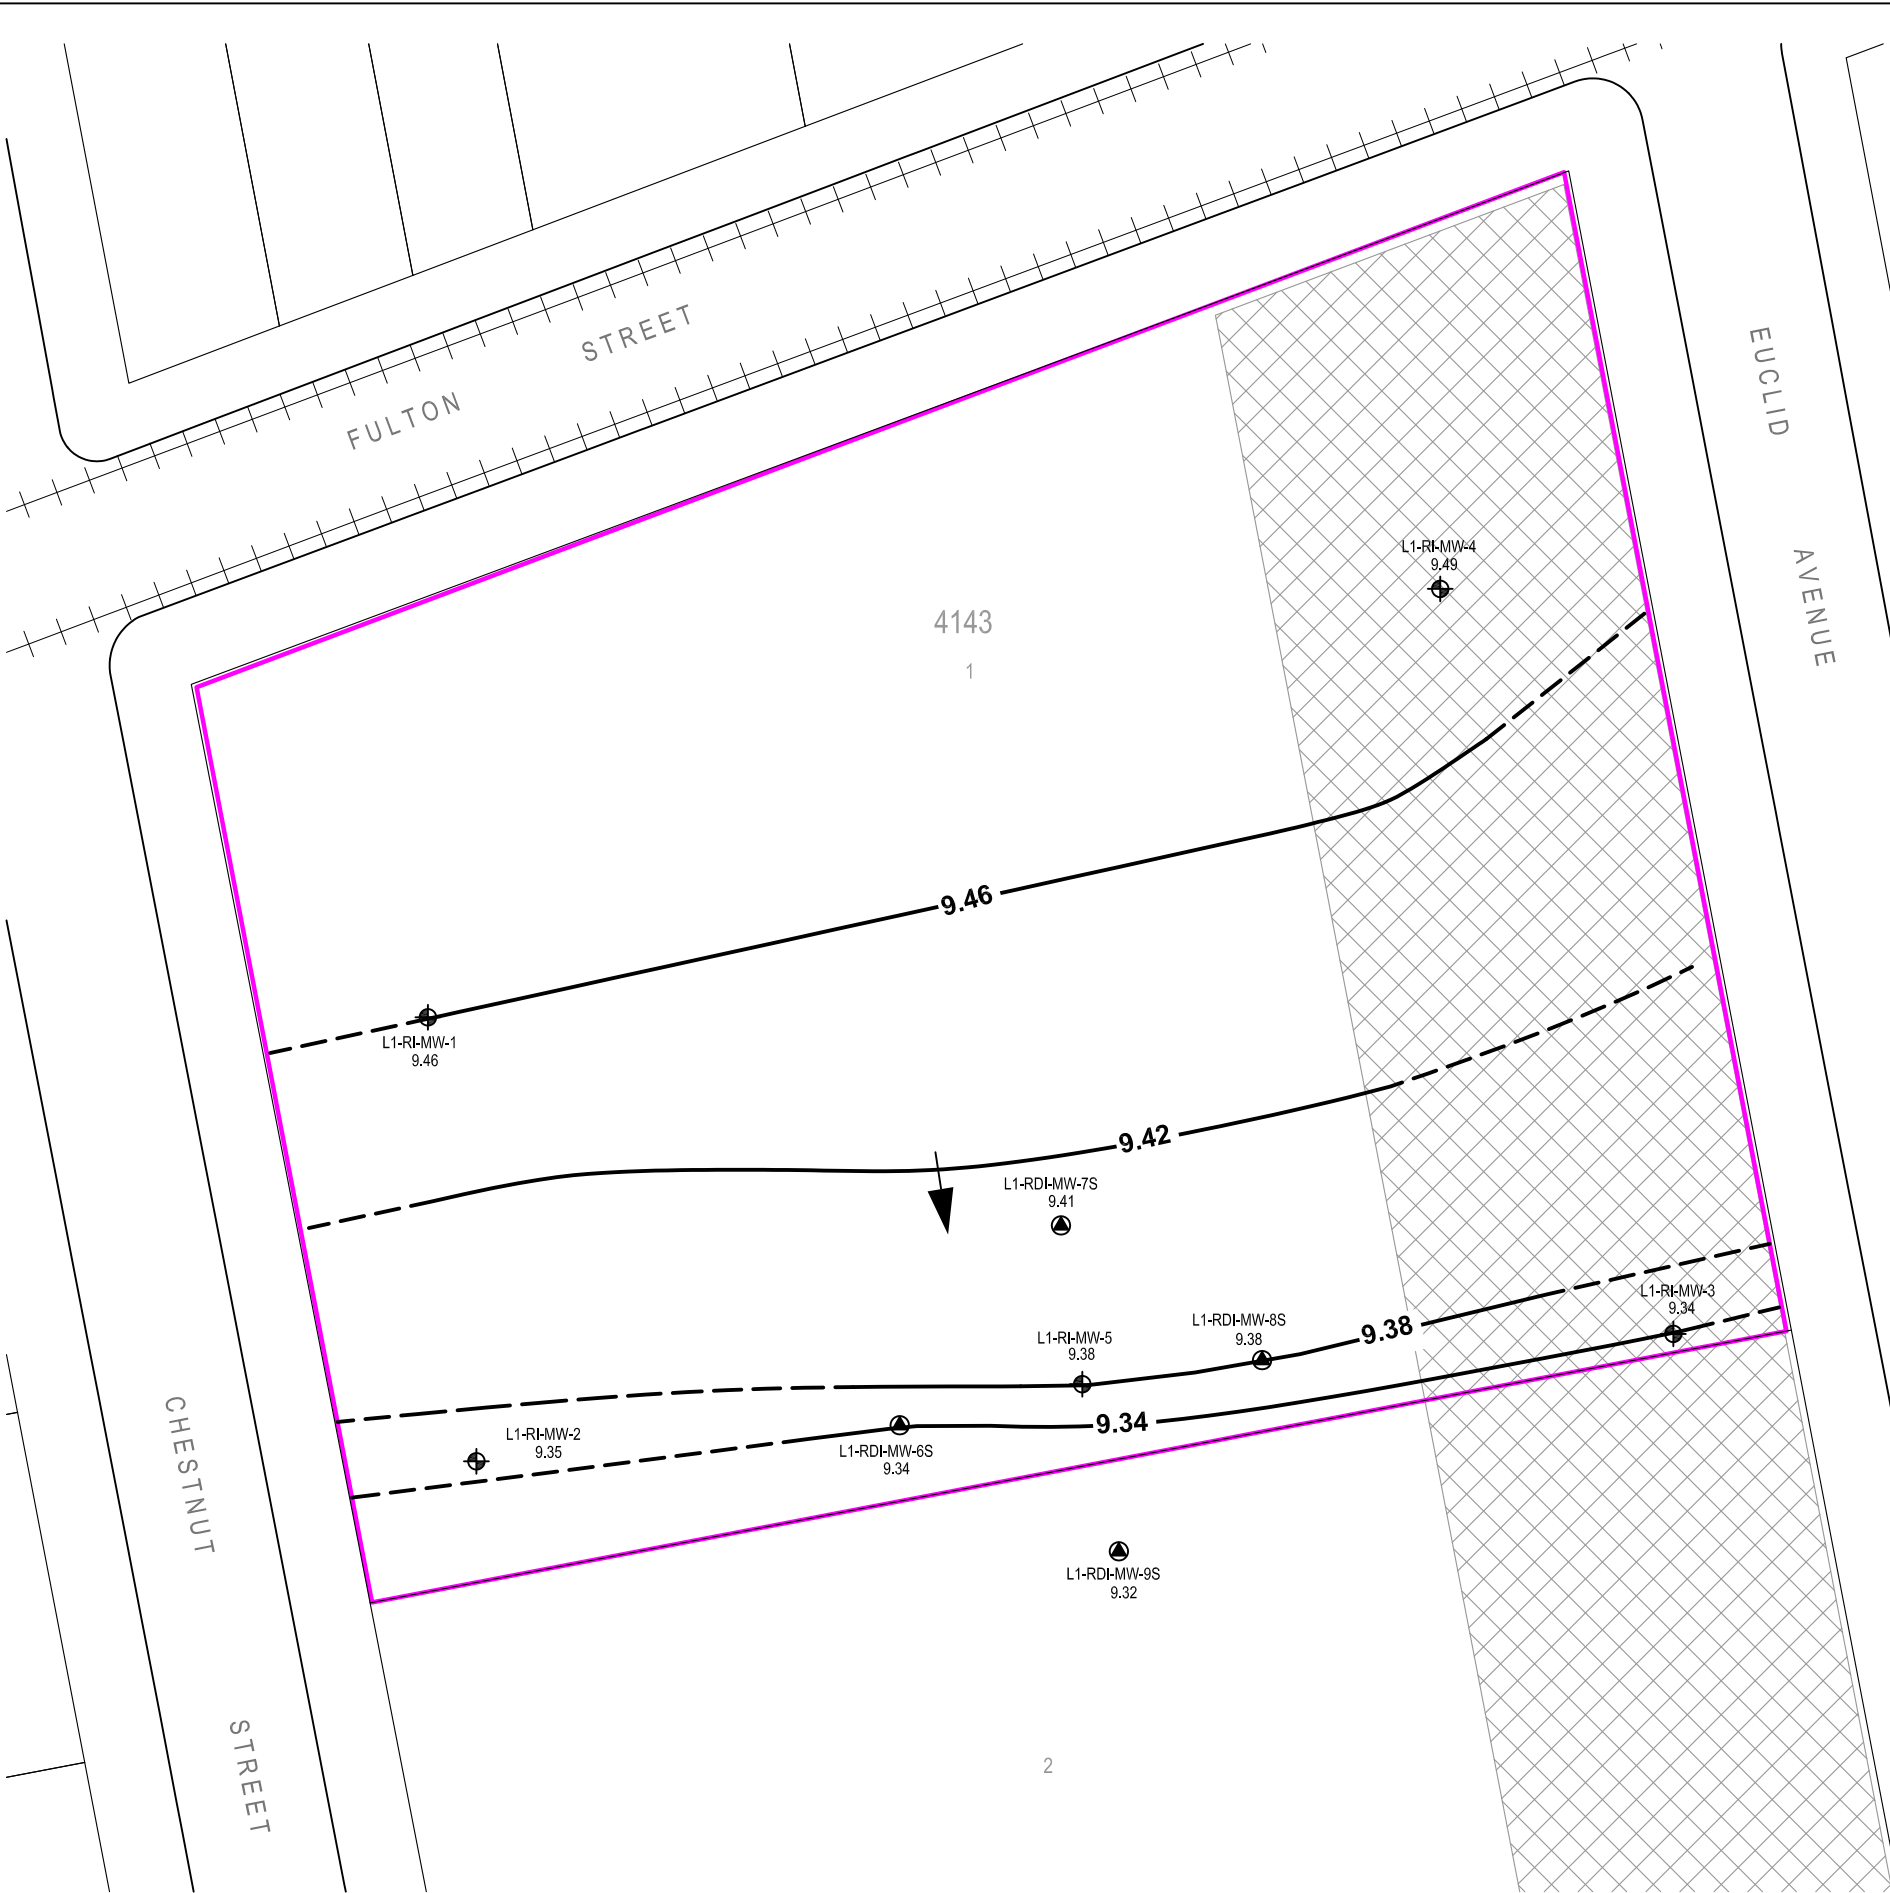 FULTON
STREET
EUCLID
AVENUE
L1-RI-MW-4
9.49
4143
1
9.46
L1-RI-MW-1
9.46
9.42
L1-RDI-MW-7S
9.41
L1-RI-MW-3
9.34
L1-RDI-MW-8S
9.38
9.38
L1-RI-MW-5
9.38
9.34
L1-RI-MW-2
9.35
L1-RDI-MW-6S
9.34
L1-RDI-MW-9S
9.32
CHESTNUT
STREET
2